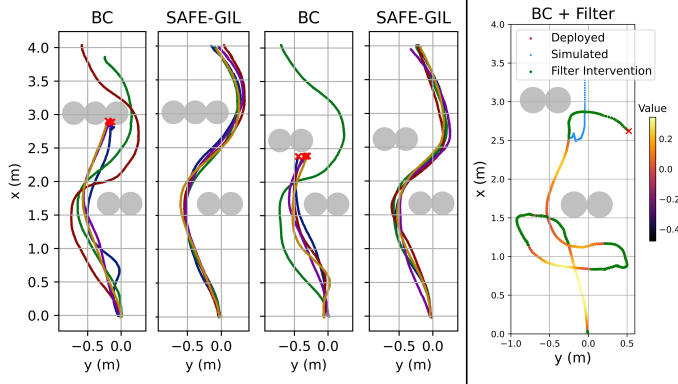 BC
SAFE-GIL
BC
SAFE-GIL
BC + Filter
x (m)
4.0
3.5
3.0
2.5
2.0
1.5
1.0
0.5
0.0
−0.5 0.0
y (m)
−0.5 0.0
y (m)
−0.5 0.0
y (m)
−0.5 0.0
y (m)
x (m)
4.0
3.5
3.0
2.5
2.0
1.5
1.0
0.5
0.0
−1.0 −0.5 0.0 0.5
y (m)
Deployed
Simulated
Filter Intervention
Value
0.2
0.0
−0.2
−0.4